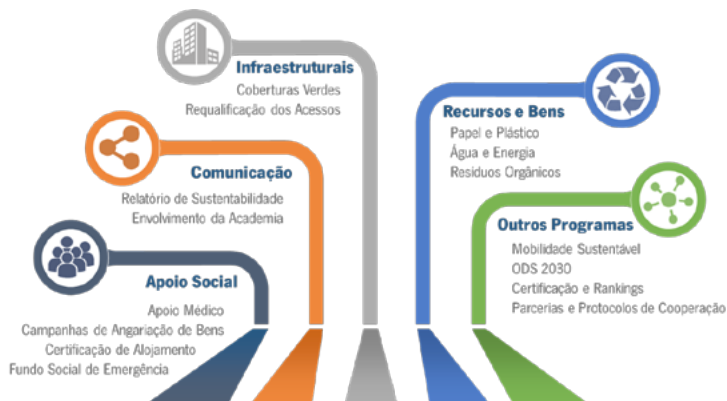 Infraestruturais
Coberturas Verdes
Requalificação dos Acessos
Comunicação
Relatório de Sustentabilidade
Envolvimento da Academia
Apoio Social
Apoio Médico
Campanhas de Angariação de Bens
Certificação de Alojamento
Fundo Social de Emergência
Recursos e Bens
Papel e Plástico
Água e Energia
Resíduos Orgânicos
Outros Programas
Mobilidade Sustentável
ODS 2030
Certificação e Rankings
Parcerias e Protocolos de Cooperação